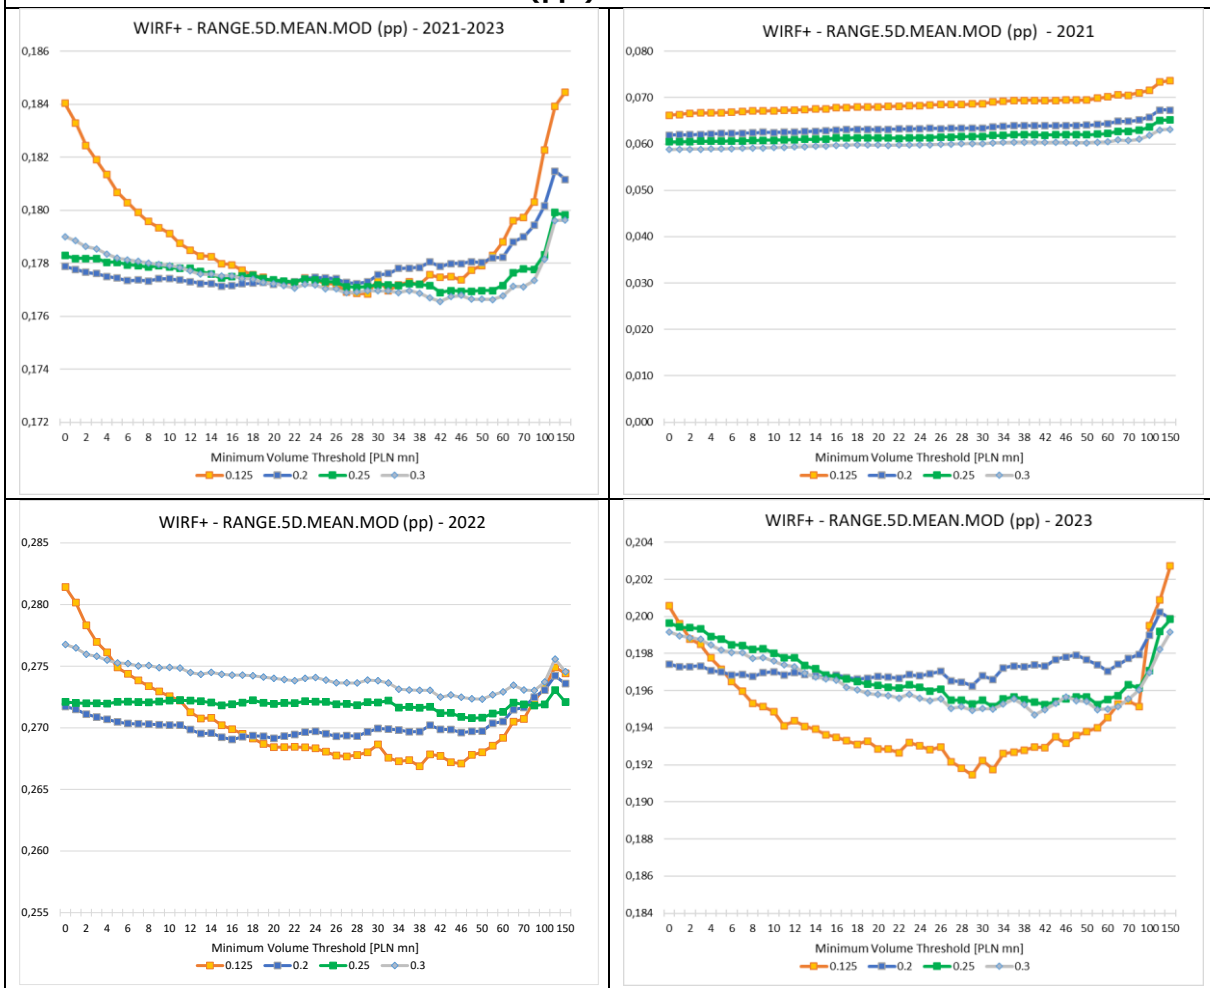 (pp)
WIRF+ - RANGE.5D.MEAN.MOD (pp) - 2021-2023
0,186
0,184
0,182
0,180
0,178
0,176
0,174
0,172
0 2 4 6 8 10 12 14 16 18 20 22 24 26 28 30 34 38 42 46 50 60 70 100 150
Minimum Volume Threshold [PLN mn]
0.125 0.2 0.25 0.3
WIRF+ - RANGE.5D.MEAN.MOD (pp) - 2021
0,080
0,070
0,060
0,050
0,040
0,030
0,020
0,010
0,000
0 2 4 6 8 10 12 14 16 18 20 22 24 26 28 30 34 38 42 46 50 60 70 100 150
Minimum Volume Threshold [PLN mn]
0.125 0.2 0.25 0.3
WIRF+ - RANGE.5D.MEAN.MOD (pp) - 2022
0,285
0,280
0,275
0,270
0,265
0,260
0,255
0 2 4 6 8 10 12 14 16 18 20 22 24 26 28 30 34 38 42 46 50 60 70 100 150
Minimum Volume Threshold [PLN mn]
0.125 0.2 0.25 0.3
WIRF+ - RANGE.5D.MEAN.MOD (pp) - 2023
0,204
0,202
0,200
0,198
0,196
0,194
0,192
0,190
0,188
0,186
0,184
0 2 4 6 8 10 12 14 16 18 20 22 24 26 28 30 34 38 42 46 50 60 70 100 150
Minimum Volume Threshold [PLN mn]
0.125 0.2 0.25 0.3